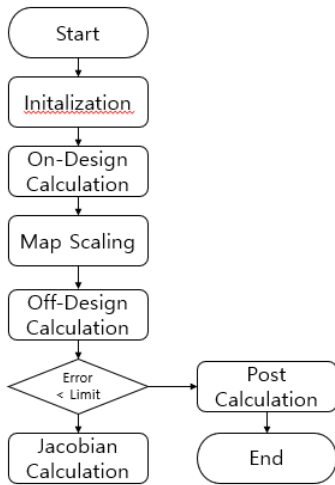 Start
Initalization
On-Design
Calculation
Map Scaling
Off-Design
Calculation
Error
< Limit
Post
Calculation
Jacobian
Calculation
End